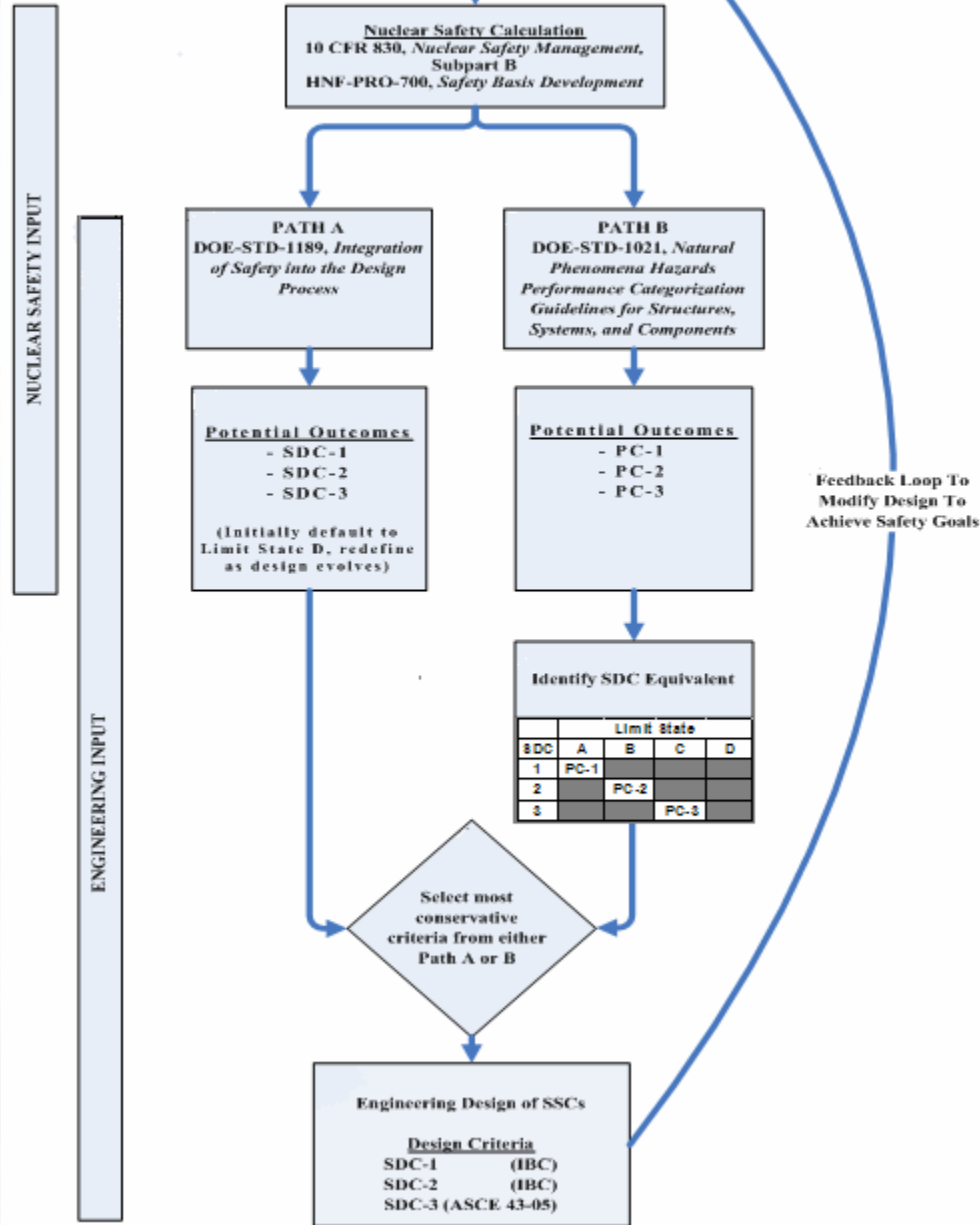 Nuclear Safety Calculation
10 CFR 830, Nuclear Safety Management,
Subpart B
HNF-PRO-700, Safety Basis Development
NUCLEAR SAFETY INPUT
ENGINEERING INPUT
PATH A
DOE-STD-1189, Integration
of Safety into the Design
Process
PATH B
DOE-STD-1021, Natural
Phenomena Hazards
Performance Categorization
Guidelines for Structures,
Systems, and Components
Potential Outcomes
- SDC-1
- SDC-2
- SDC-3
(Initially default to
Limit State D, redefine
as design evolves)
Potential Outcomes
- PC-1
- PC-2
- PC-3
Feedback Loop To
Modify Design To
Achieve Safety Goals
Identify SDC Equivalent
Limit State
SDC A B C D
1 PC-1
2 PC-2
3 PC-3
Select most
conservative
criteria from either
Path A or B
Engineering Design of SSCs
Design Criteria
SDC-1 (IBC)
SDC-2 (IBC)
SDC-3 (ASCE 43-05)